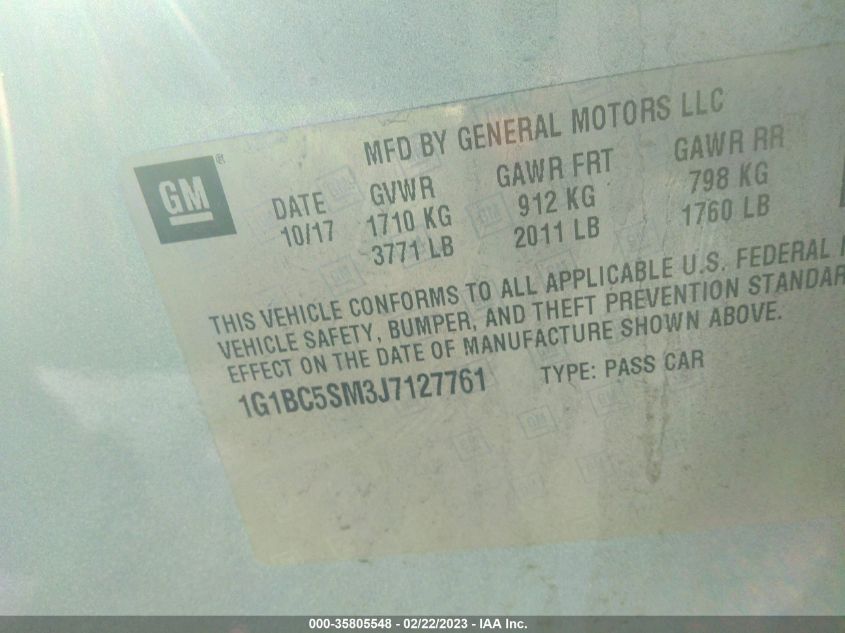 MFD BY GENERAL MOTORS LLC
GM
DATE GVWR GAWR FRT GAWR RR
10/17 1710 KG 912 KG 798 KG
3771 LB 2011 LB 1760 LB
THIS VEHICLE CONFORMS TO ALL APPLICABLE U.S. FEDERAL
VEHICLE SAFETY, BUMPER, AND THEFT PREVENTION STANDAR
EFFECT ON THE DATE OF MANUFACTURE SHOWN ABOVE.
1G1BC5SM3J7127761 TYPE: PASS CAR
000-35805548 - 02/22/2023 - IAA Inc.